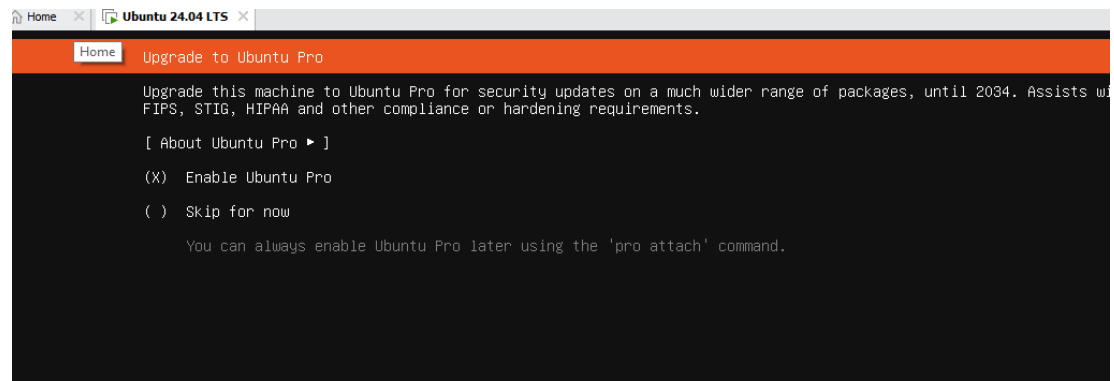 Home
Ubuntu 24.04 LTS
Home
Upgrade to Ubuntu Pro
Upgrade this machine to Ubuntu Pro for security updates on a much wider range of packages, until 2034. Assists
FIPS, STIG, HIPAA and other compliance or hardening requirements.
[ About Ubuntu Pro ► ]
(X) Enable Ubuntu Pro
( ) Skip for now
You can always enable Ubuntu Pro later using the 'pro attach' command.